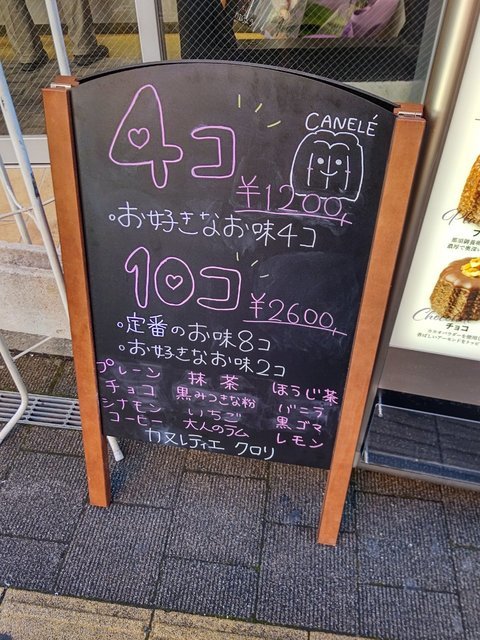 CANELÉ
4コ
¥1200
•お好きなお味4コ
10コ
¥2600
•定番のお味8コ
•お好きなお味2コ
プレーン 抹茶 ほうじ茶
チョコ 黒みつきな粉 バニラ
シナモン いちご 黒ゴマ
コーヒー 大人のラム レモン
カヌレティエ クロリ
チョコ